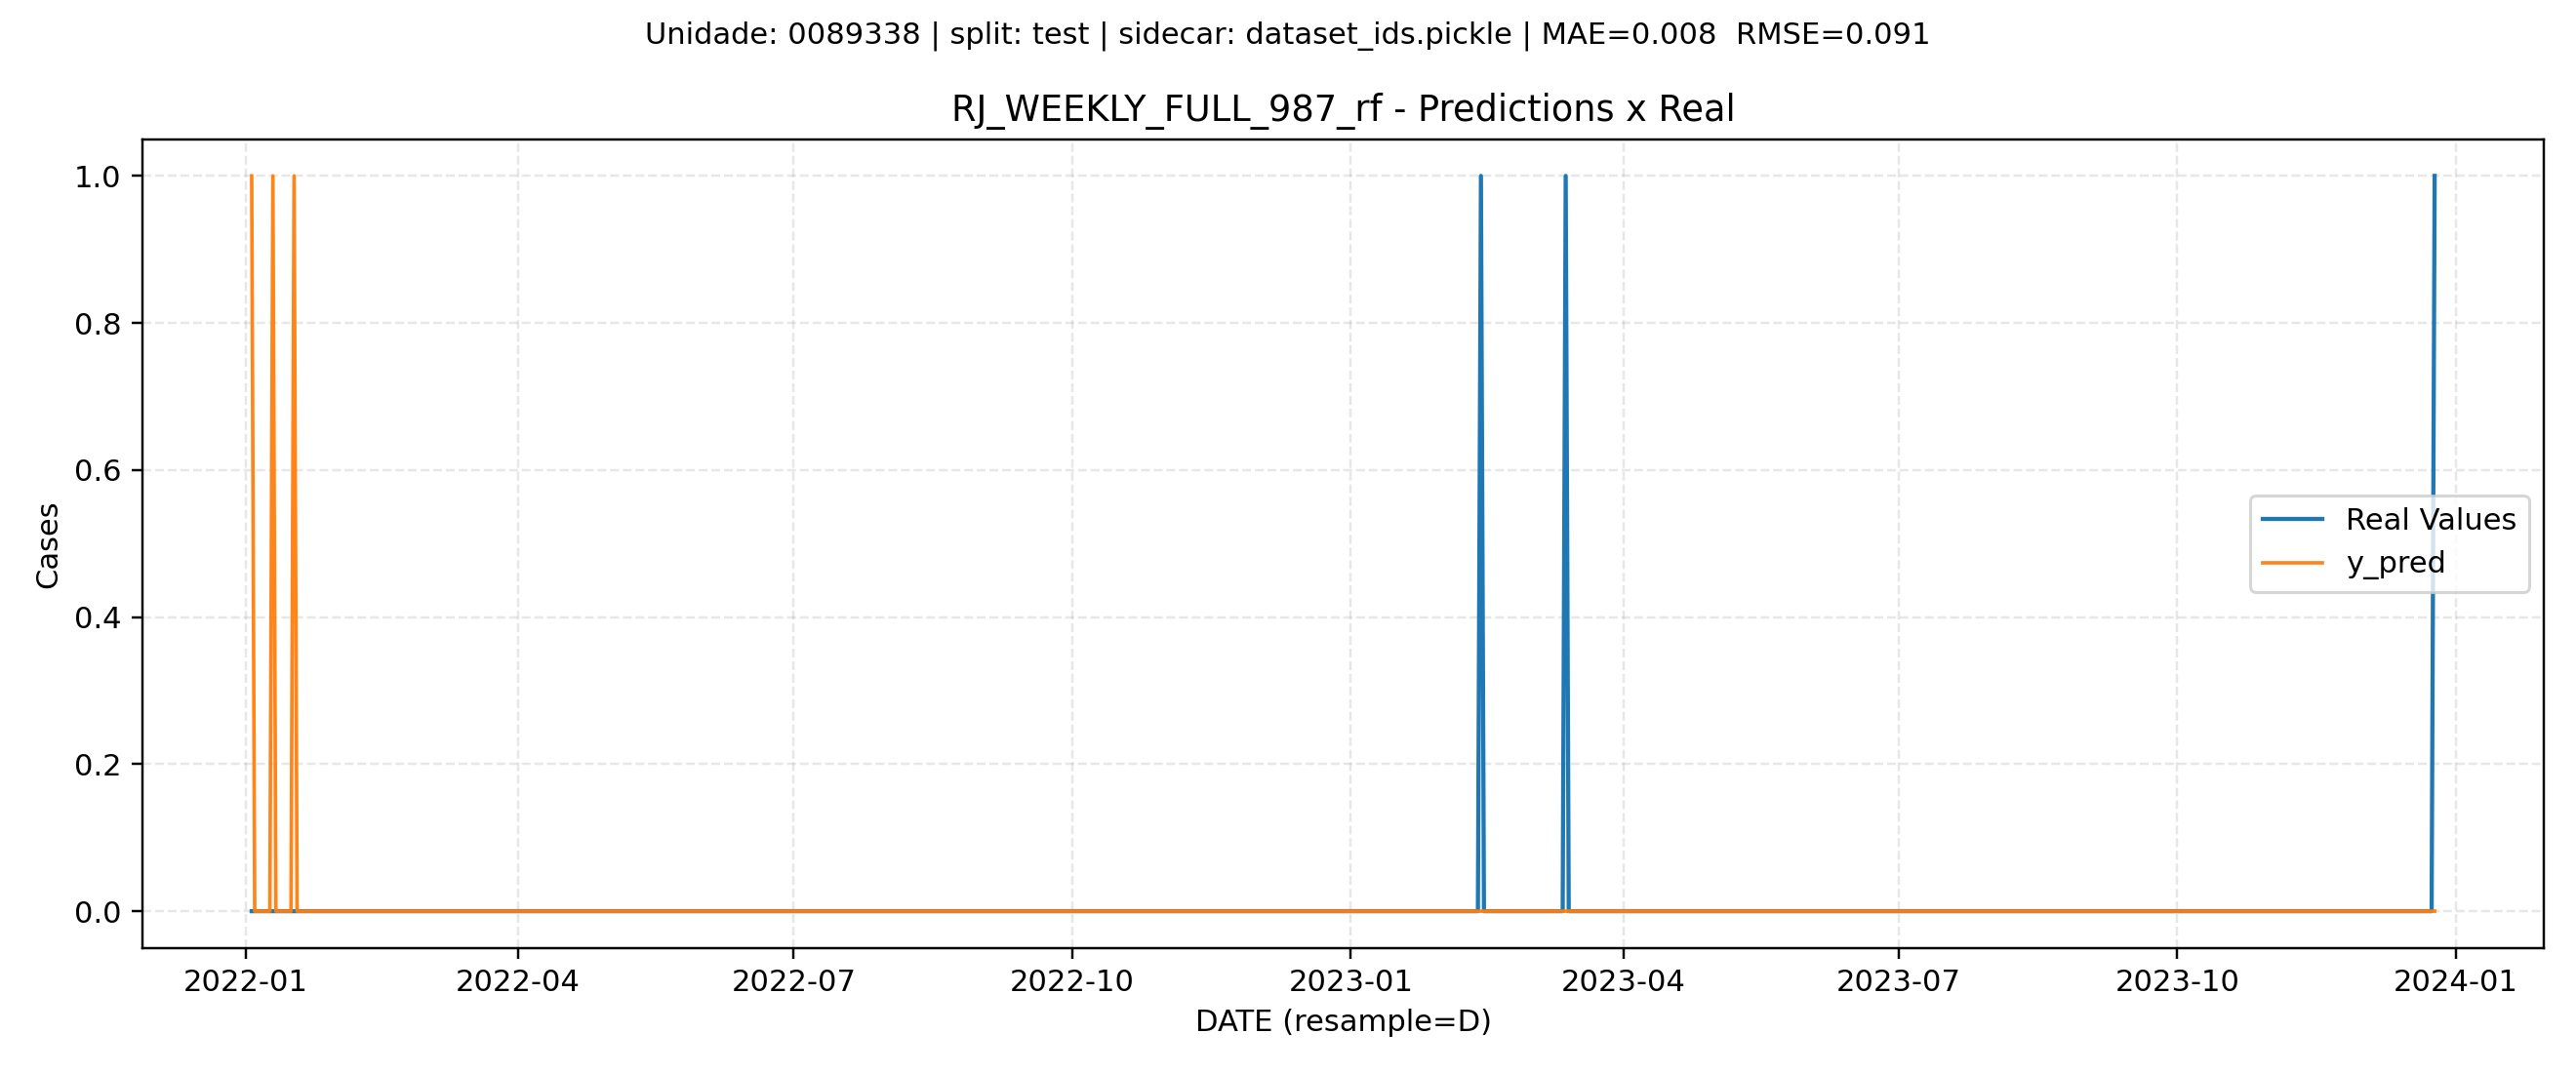 Unidade: 0089338 | split: test | sidecar: dataset_ids.pickle | MAE=0.008  RMSE=0.091
RJ_WEEKLY_FULL_987_rf - Predictions x Real
Cases
1.0
0.8
0.6
0.4
0.2
0.0
Real Values
y_pred
2022-01
2022-04
2022-07
2022-10
2023-01
2023-04
2023-07
2023-10
2024-01
DATE (resample=D)